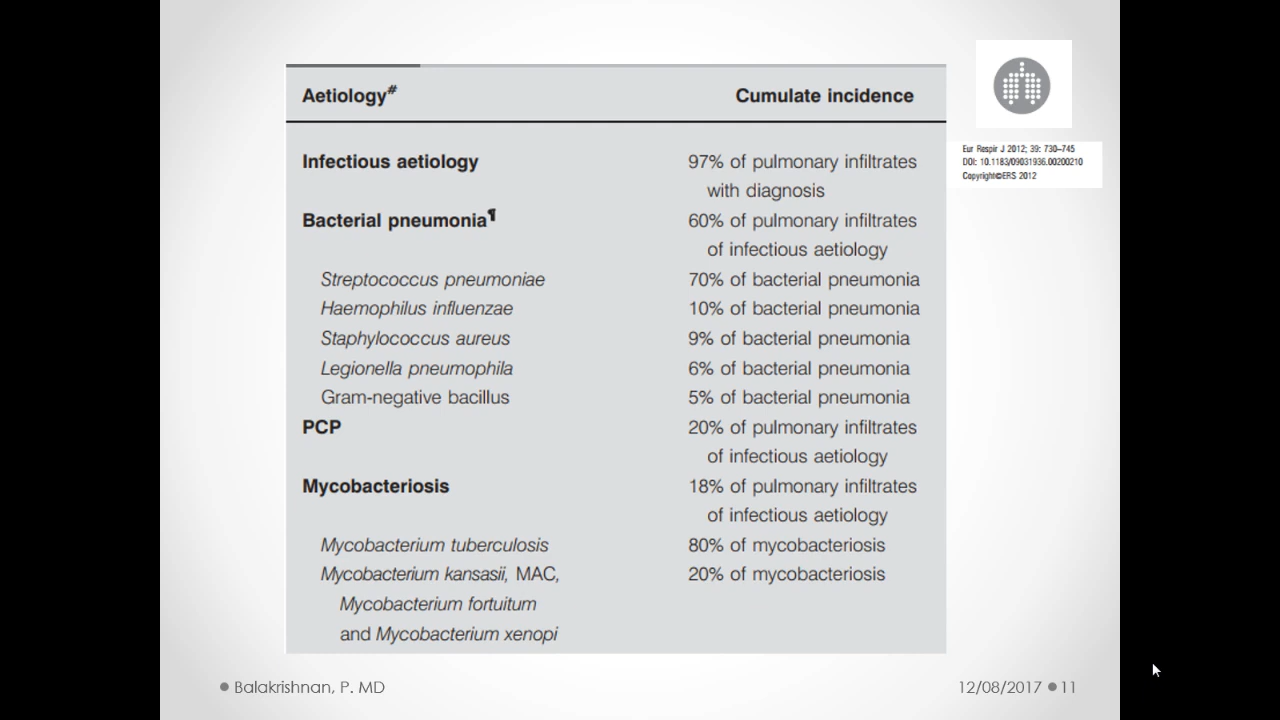 Aetiology# Cumulate incidence
Infectious aetiology 97% of pulmonary infiltrates
with diagnosis
Bacterial pneumonia¶ 60% of pulmonary infiltrates
of infectious aetiology
Streptococcus pneumoniae 70% of bacterial pneumonia
Haemophilus influenzae 10% of bacterial pneumonia
Staphylococcus aureus 9% of bacterial pneumonia
Legionella pneumophila 6% of bacterial pneumonia
Gram-negative bacillus 5% of bacterial pneumonia
PCP 20% of pulmonary infiltrates
of infectious aetiology
Mycobacteriosis 18% of pulmonary infiltrates
of infectious aetiology
Mycobacterium tuberculosis 80% of mycobacteriosis
Mycobacterium kansasii, MAC, 20% of mycobacteriosis
Mycobacterium fortuitum
and Mycobacterium xenopi
Eur Respir J 2012; 39: 730–745
DOI: 10.1183/09031936.00200210
Copyright©ERS 2012
● Balakrishnan, P. MD 12/08/2017 ● 11